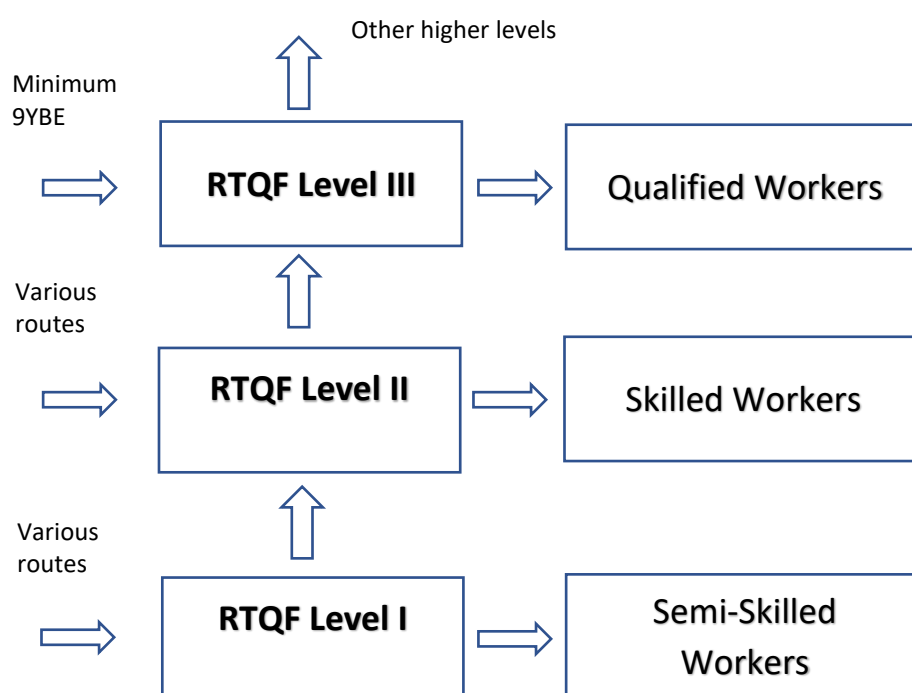 Other higher levels
Minimum
9YBE
RTQF Level III
Qualified Workers
Various
routes
RTQF Level II
Skilled Workers
Various
routes
RTQF Level I
Semi-Skilled
Workers